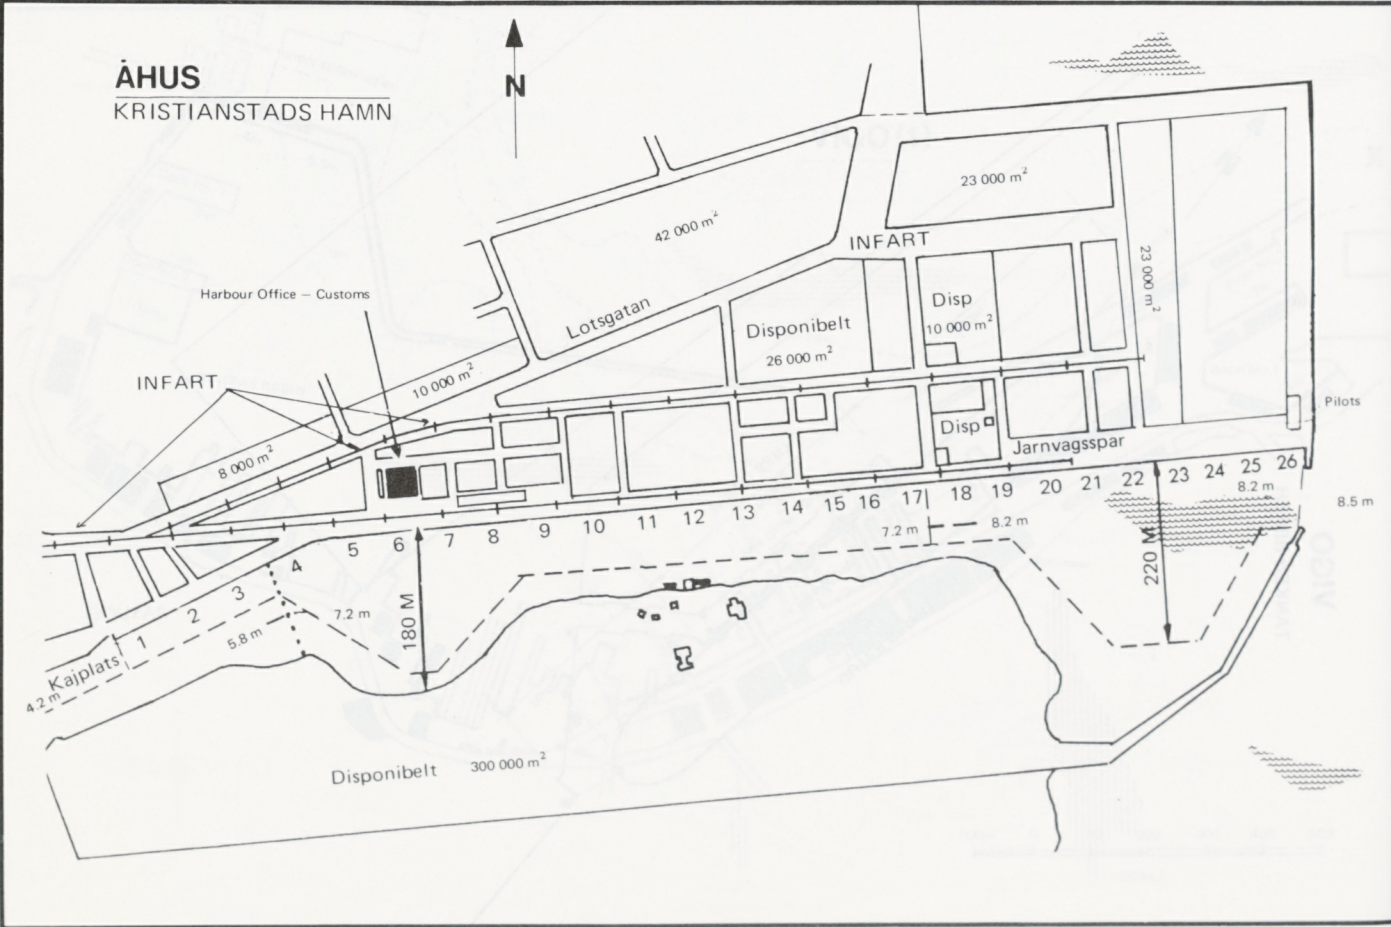 ÅHUS
KRISTIANSTADS HAMN
N
23 000 m²
42 000 m²
INFART
23 000 m²
Harbour Office – Customs
Lotsgatan
Disp
10 000 m²
Disponibelt
26 000 m²
INFART
10 000 m²
Pilots
8 000 m²
Disp
Jarnvagsspar
1
2
3
4
5
6
7
8
9
10
11
12
13
14
15
16
17
18
19
20
21
22
23
24
25
26
8.2 m
8.5 m
7.2 m
8.2 m
220 M
180 M
7.2 m
5.8 m
Kajplats
4.2 m
Disponibelt 300 000 m²